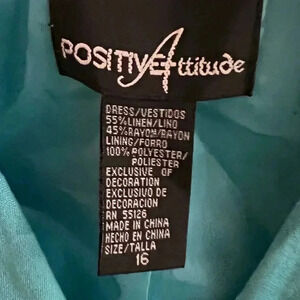 POSITIVE Attitude
DRESS/VESTIDOS
55% LINEN/LINO
45% RAYON/RAYON
LINING/FORRO
100% POLYESTER/
POLIESTER
EXCLUSIVE OF
DECORATION
EXCLUSIVO DE
DECORACION
RN 55126
MADE IN CHINA
HECHO EN CHINA
SIZE/TALLA
16